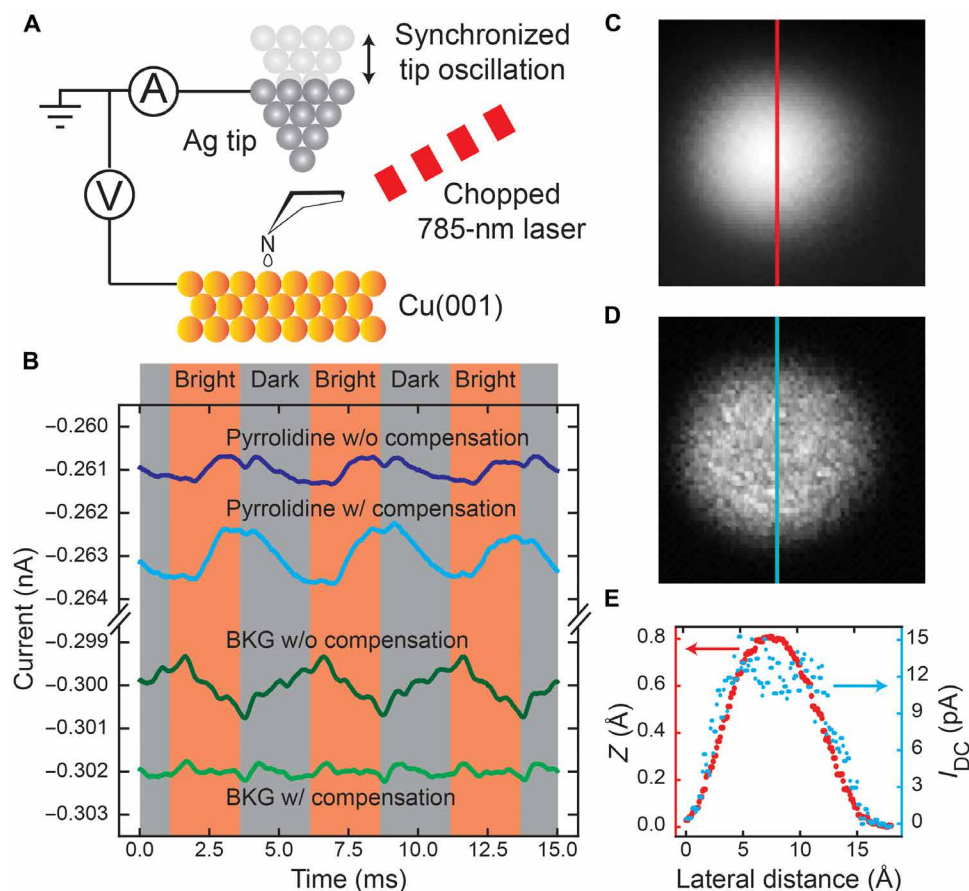 A
Synchronized
tip oscillation
A
Ag tip
V
Chopped
785-nm laser
N
Cu(001)
B
Bright Dark Bright Dark Bright
−0.260
Pyrrolidine w/o compensation
−0.261
−0.262
Pyrrolidine w/ compensation
−0.263
−0.264
Current (nA)
−0.299
BKG w/o compensation
−0.300
−0.301
−0.302
BKG w/ compensation
−0.303
0.0 2.5 5.0 7.5 10.0 12.5 15.0
Time (ms)
C
D
E
0.8
0.6
0.4
0.2
0.0
Z (Å)
15
12
9
6
3
0
I_DC (pA)
0 5 10 15
Lateral distance (Å)